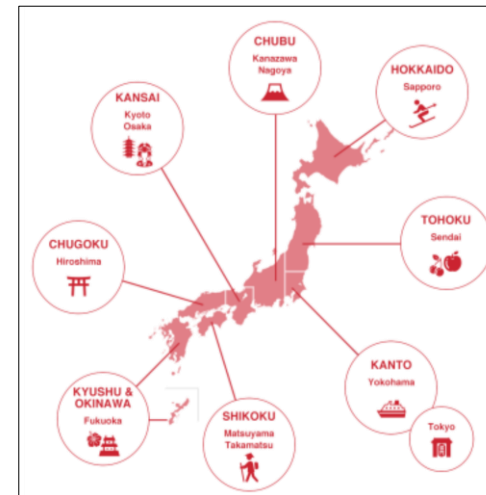 CHUBU
Kanazawa
Nagoya
HOKKAIDO
Sapporo
KANSAI
Kyoto
Osaka
TOHOKU
Sendai
CHUGOKU
Hiroshima
KANTO
Yokohama
Tokyo
KYUSHU &
OKINAWA
Fukuoka
SHIKOKU
Matsuyama
Takamatsu